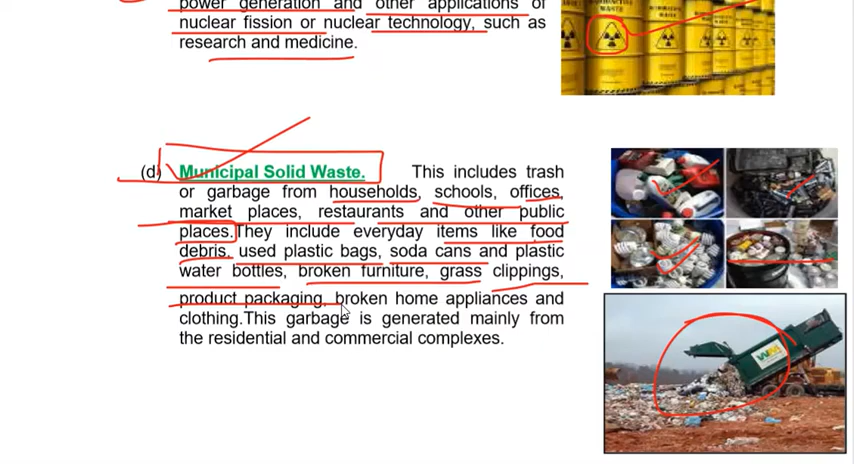 power generation and other applications of
nuclear fission or nuclear technology, such as
research and medicine.
(d) Municipal Solid Waste. This includes trash
or garbage from households, schools, offices,
market places, restaurants and other public
places.They include everyday items like food
debris, used plastic bags, soda cans and plastic
water bottles, broken furniture, grass clippings,
product packaging, broken home appliances and
clothing.This garbage is generated mainly from
the residential and commercial complexes.
WM